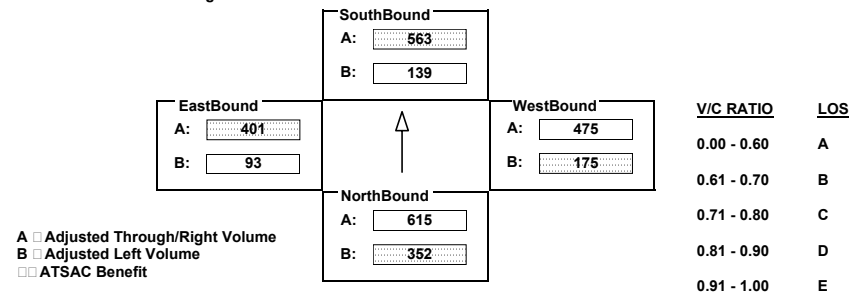 SouthBound
A: 563
B: 139
EastBound
A: 401
B: 93
WestBound
A: 475
B: 175
NorthBound
A: 615
B: 352
A □ Adjusted Through/Right Volume
B □ Adjusted Left Volume
□□ ATSAC Benefit
V/C RATIO LOS
0.00 - 0.60 A
0.61 - 0.70 B
0.71 - 0.80 C
0.81 - 0.90 D
0.91 - 1.00 E